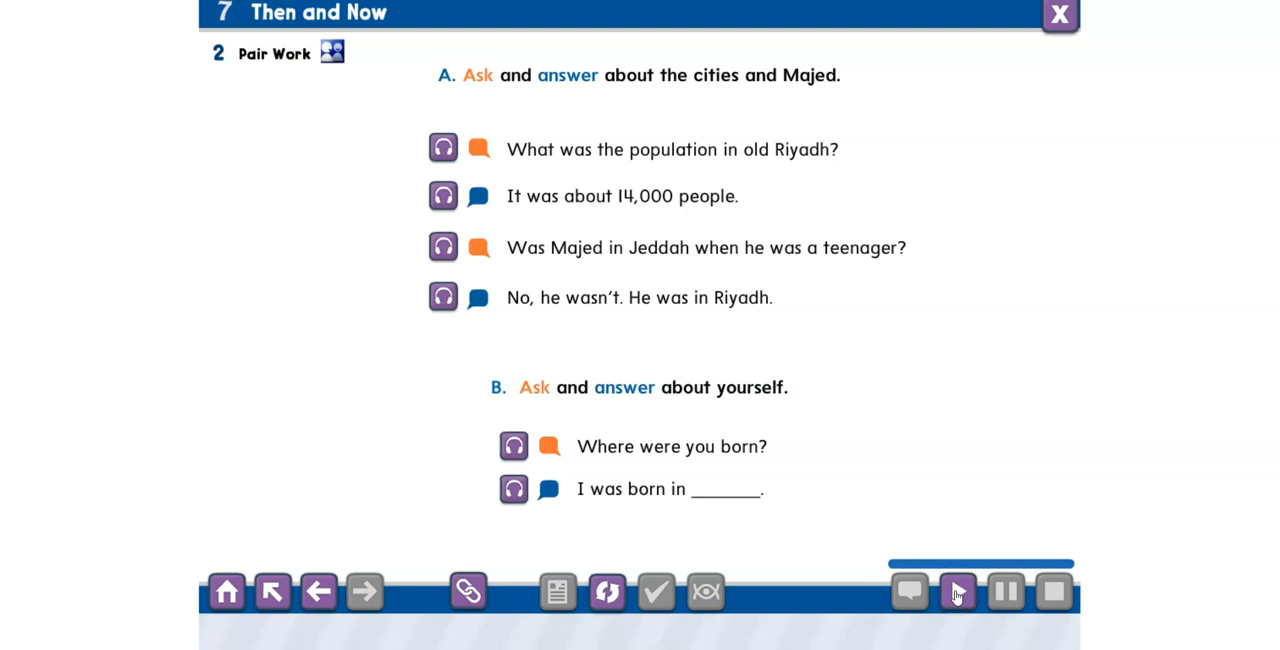 7 Then and Now
X
2 Pair Work
A. Ask and answer about the cities and Majed.
What was the population in old Riyadh?
It was about 14,000 people.
Was Majed in Jeddah when he was a teenager?
No, he wasn't. He was in Riyadh.
B. Ask and answer about yourself.
Where were you born?
I was born in _______.